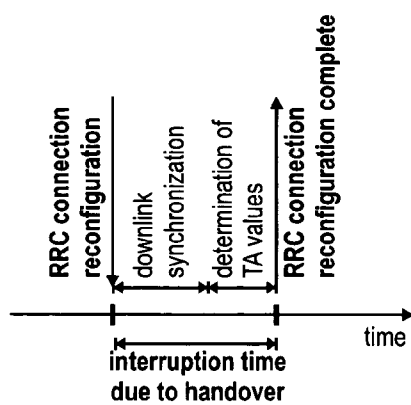 RRC connection
reconfiguration
downlink
synchronization
determination of
TA values
RRC connection
reconfiguration complete
time
interruption time
due to handover